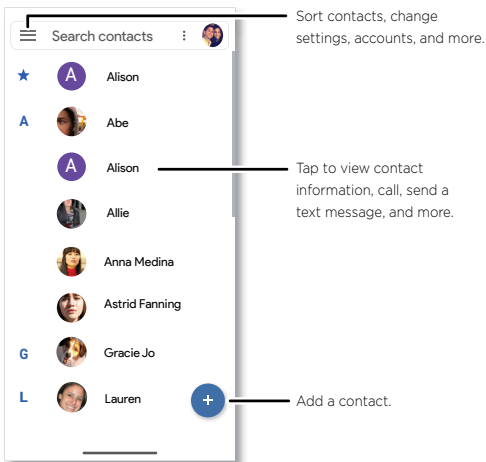 Sort contacts, change
settings, accounts, and more.
Search contacts
A Alison
A Abe
A Alison
Tap to view contact
information, call, send a
text message, and more.
Allie
Anna Medina
Astrid Fanning
G Gracie Jo
L Lauren
Add a contact.